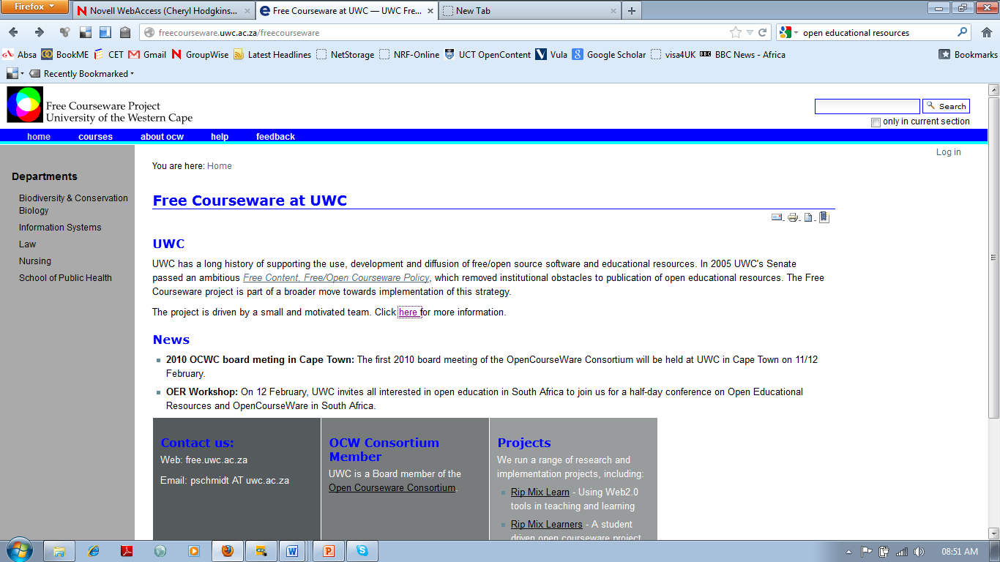 Firefox
Novell WebAccess (Cheryl Hodgkins...
Free Courseware at UWC — UWC Fre...
New Tab
freecourseware.uwc.ac.za/freecourseware
open educational resources
Absa
BookME
CET
Gmail
GroupWise
Latest Headlines
NetStorage
NRF-Online
UCT OpenContent
Vula
Google Scholar
visa4UK
BBC
BBC News - Africa
Bookmarks
Recently Bookmarked
Free Courseware Project
University of the Western Cape
Search
only in current section
home
courses
about ocw
help
feedback
Log in
You are here: Home
Departments
Biodiversity & Conservation
Biology
Information Systems
Law
Nursing
School of Public Health
Free Courseware at UWC
UWC
UWC has a long history of supporting the use, development and diffusion of free/open source software and educational resources. In 2005 UWC's Senate
passed an ambitious Free Content, Free/Open Courseware Policy, which removed institutional obstacles to publication of open educational resources. The Free
Courseware project is part of a broader move towards implementation of this strategy.
The project is driven by a small and motivated team. Click here for more information.
News
2010 OCWC board meting in Cape Town: The first 2010 board meeting of the OpenCourseWare Consortium will be held at UWC in Cape Town on 11/12
February.
OER Workshop: On 12 February, UWC invites all interested in open education in South Africa to join us for a half-day conference on Open Educational
Resources and OpenCourseWare in South Africa.
Contact us:
Web: free.uwc.ac.za
Email: pschmidt AT uwc.ac.za
OCW Consortium
Member
UWC is a Board member of the
Open Courseware Consortium.
Projects
We run a range of research and
implementation projects, including:
Rip Mix Learn - Using Web2.0
tools in teaching and learning
Rip Mix Learners - A student
driven open courseware project
08:51 AM